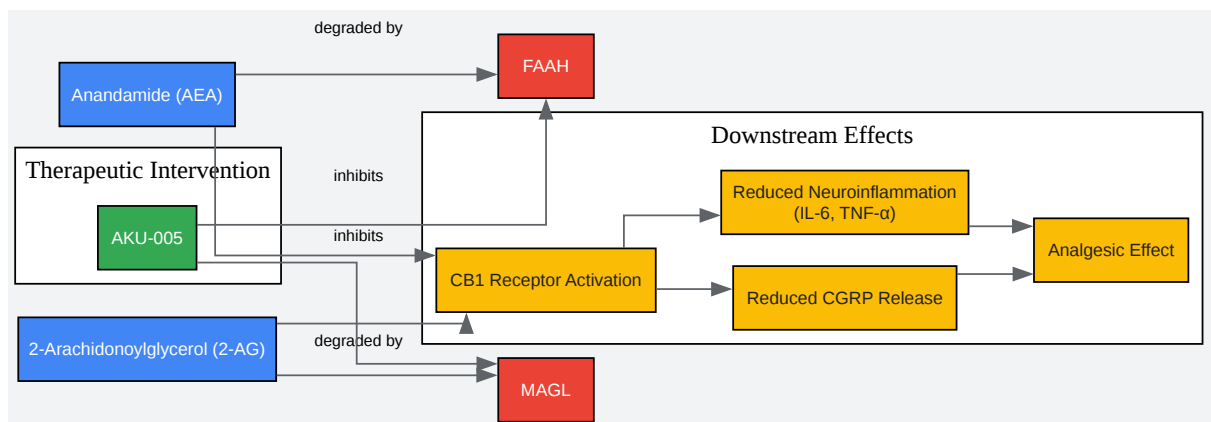 degraded by
FAAH
Anandamide (AEA)
Downstream Effects
Therapeutic Intervention
inhibits
Reduced Neuroinflammation
(IL-6, TNF-α)
AKU-005
inhibits
Analgesic Effect
CB1 Receptor Activation
Reduced CGRP Release
2-Arachidonoylglycerol (2-AG)
degraded by
MAGL